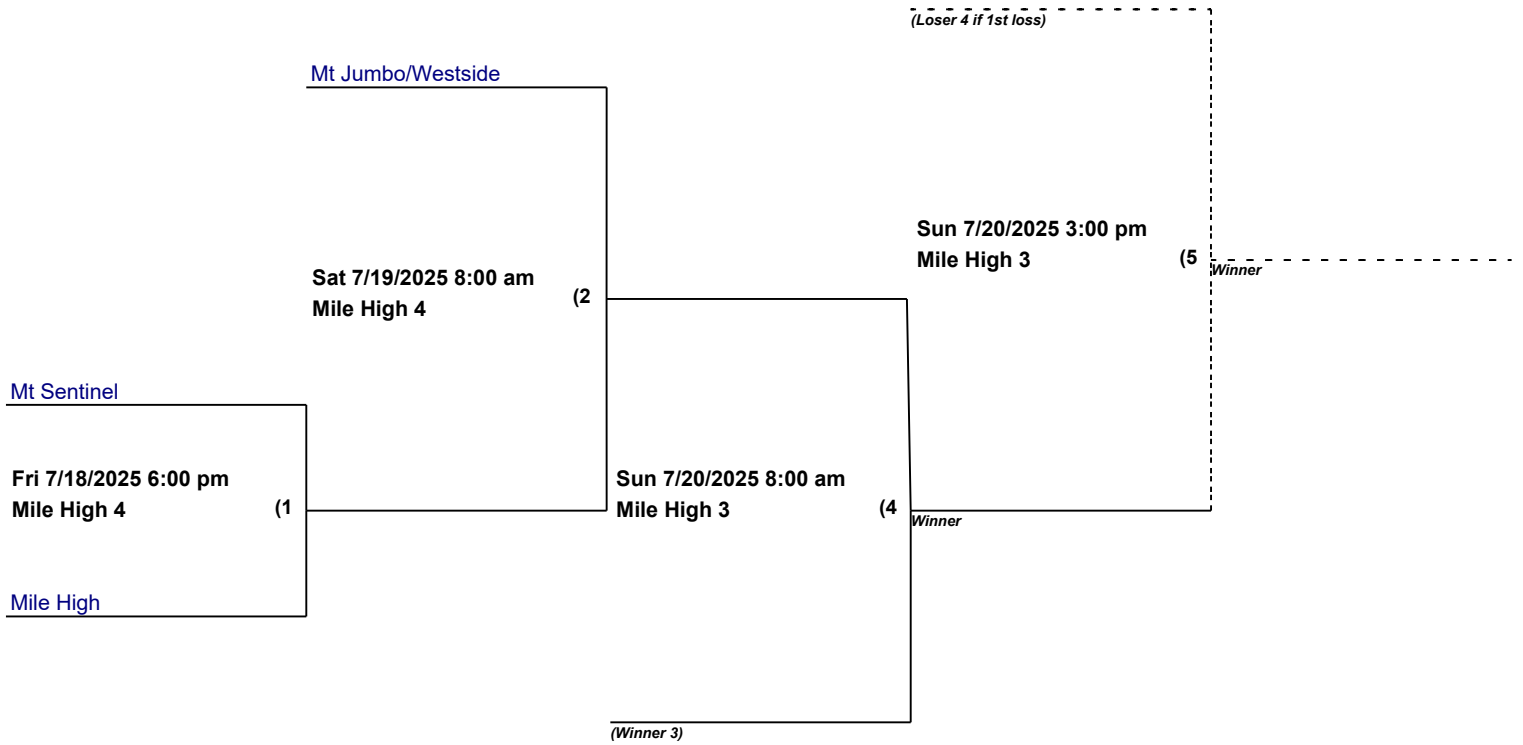 (Loser 4 if 1st loss)
Mt Jumbo/Westside
Sun 7/20/2025 3:00 pm
Mile High 3 (5
Winner
Sat 7/19/2025 8:00 am
Mile High 4 (2
Mt Sentinel
Fri 7/18/2025 6:00 pm
Mile High 4 (1
Sun 7/20/2025 8:00 am
Mile High 3 (4
Winner
Mile High
(Winner 3)